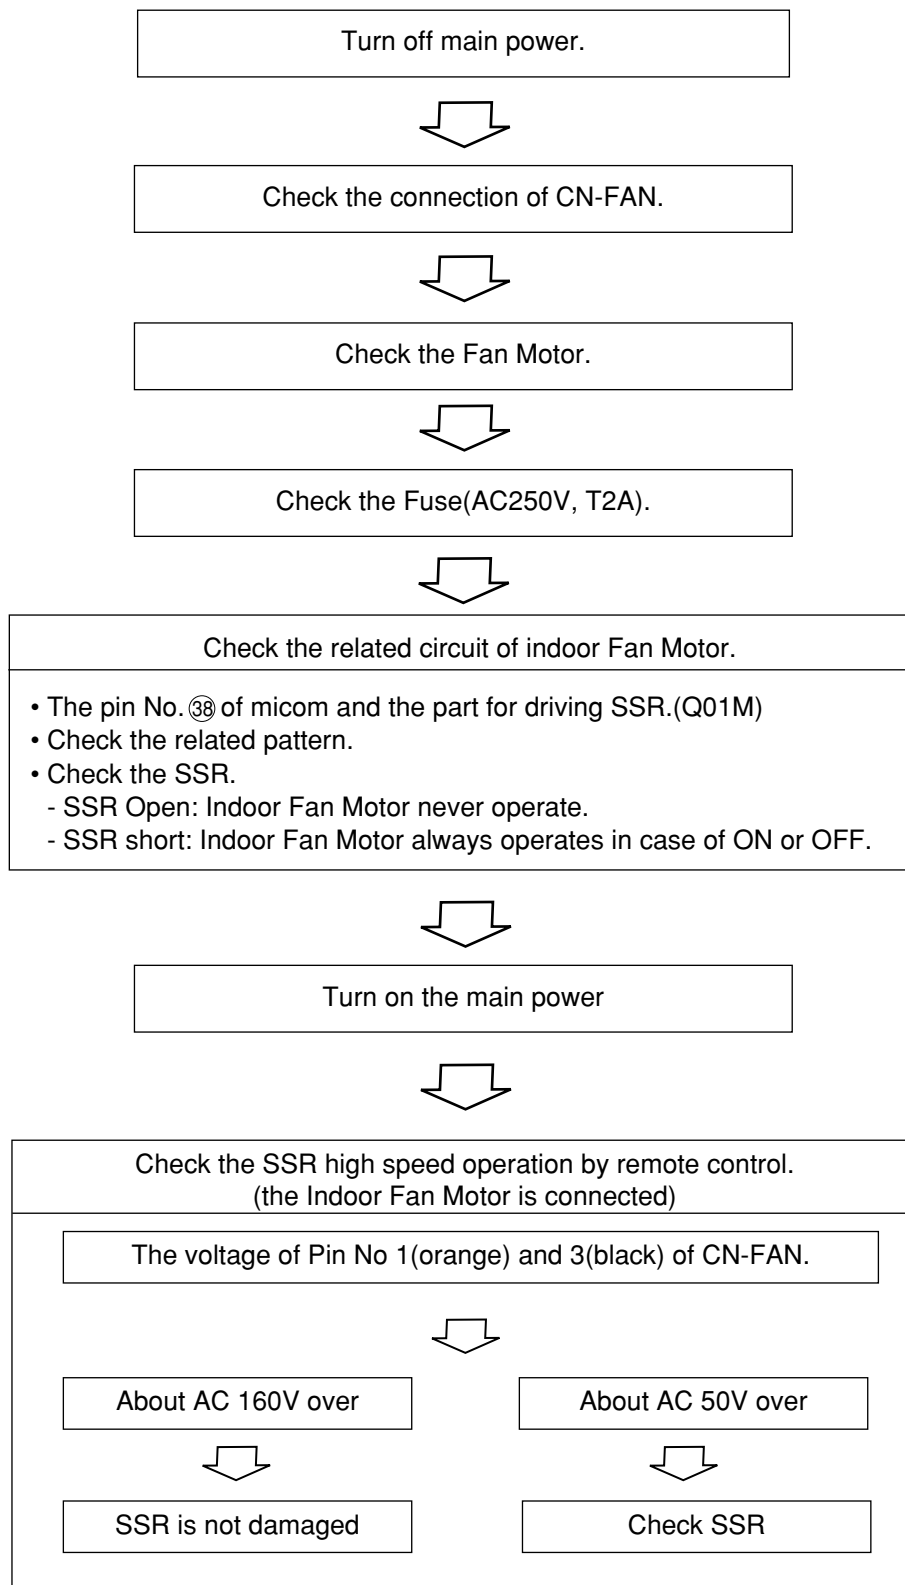 Turn off main power.
Check the connection of CN-FAN.
Check the Fan Motor.
Check the Fuse(AC250V, T2A).
Check the related circuit of indoor Fan Motor.
• The pin No. ㊳ of micom and the part for driving SSR.(Q01M)
• Check the related pattern.
• Check the SSR.
- SSR Open: Indoor Fan Motor never operate.
- SSR short: Indoor Fan Motor always operates in case of ON or OFF.
Turn on the main power
Check the SSR high speed operation by remote control.
(the Indoor Fan Motor is connected)
The voltage of Pin No 1(orange) and 3(black) of CN-FAN.
About AC 160V over
About AC 50V over
SSR is not damaged
Check SSR